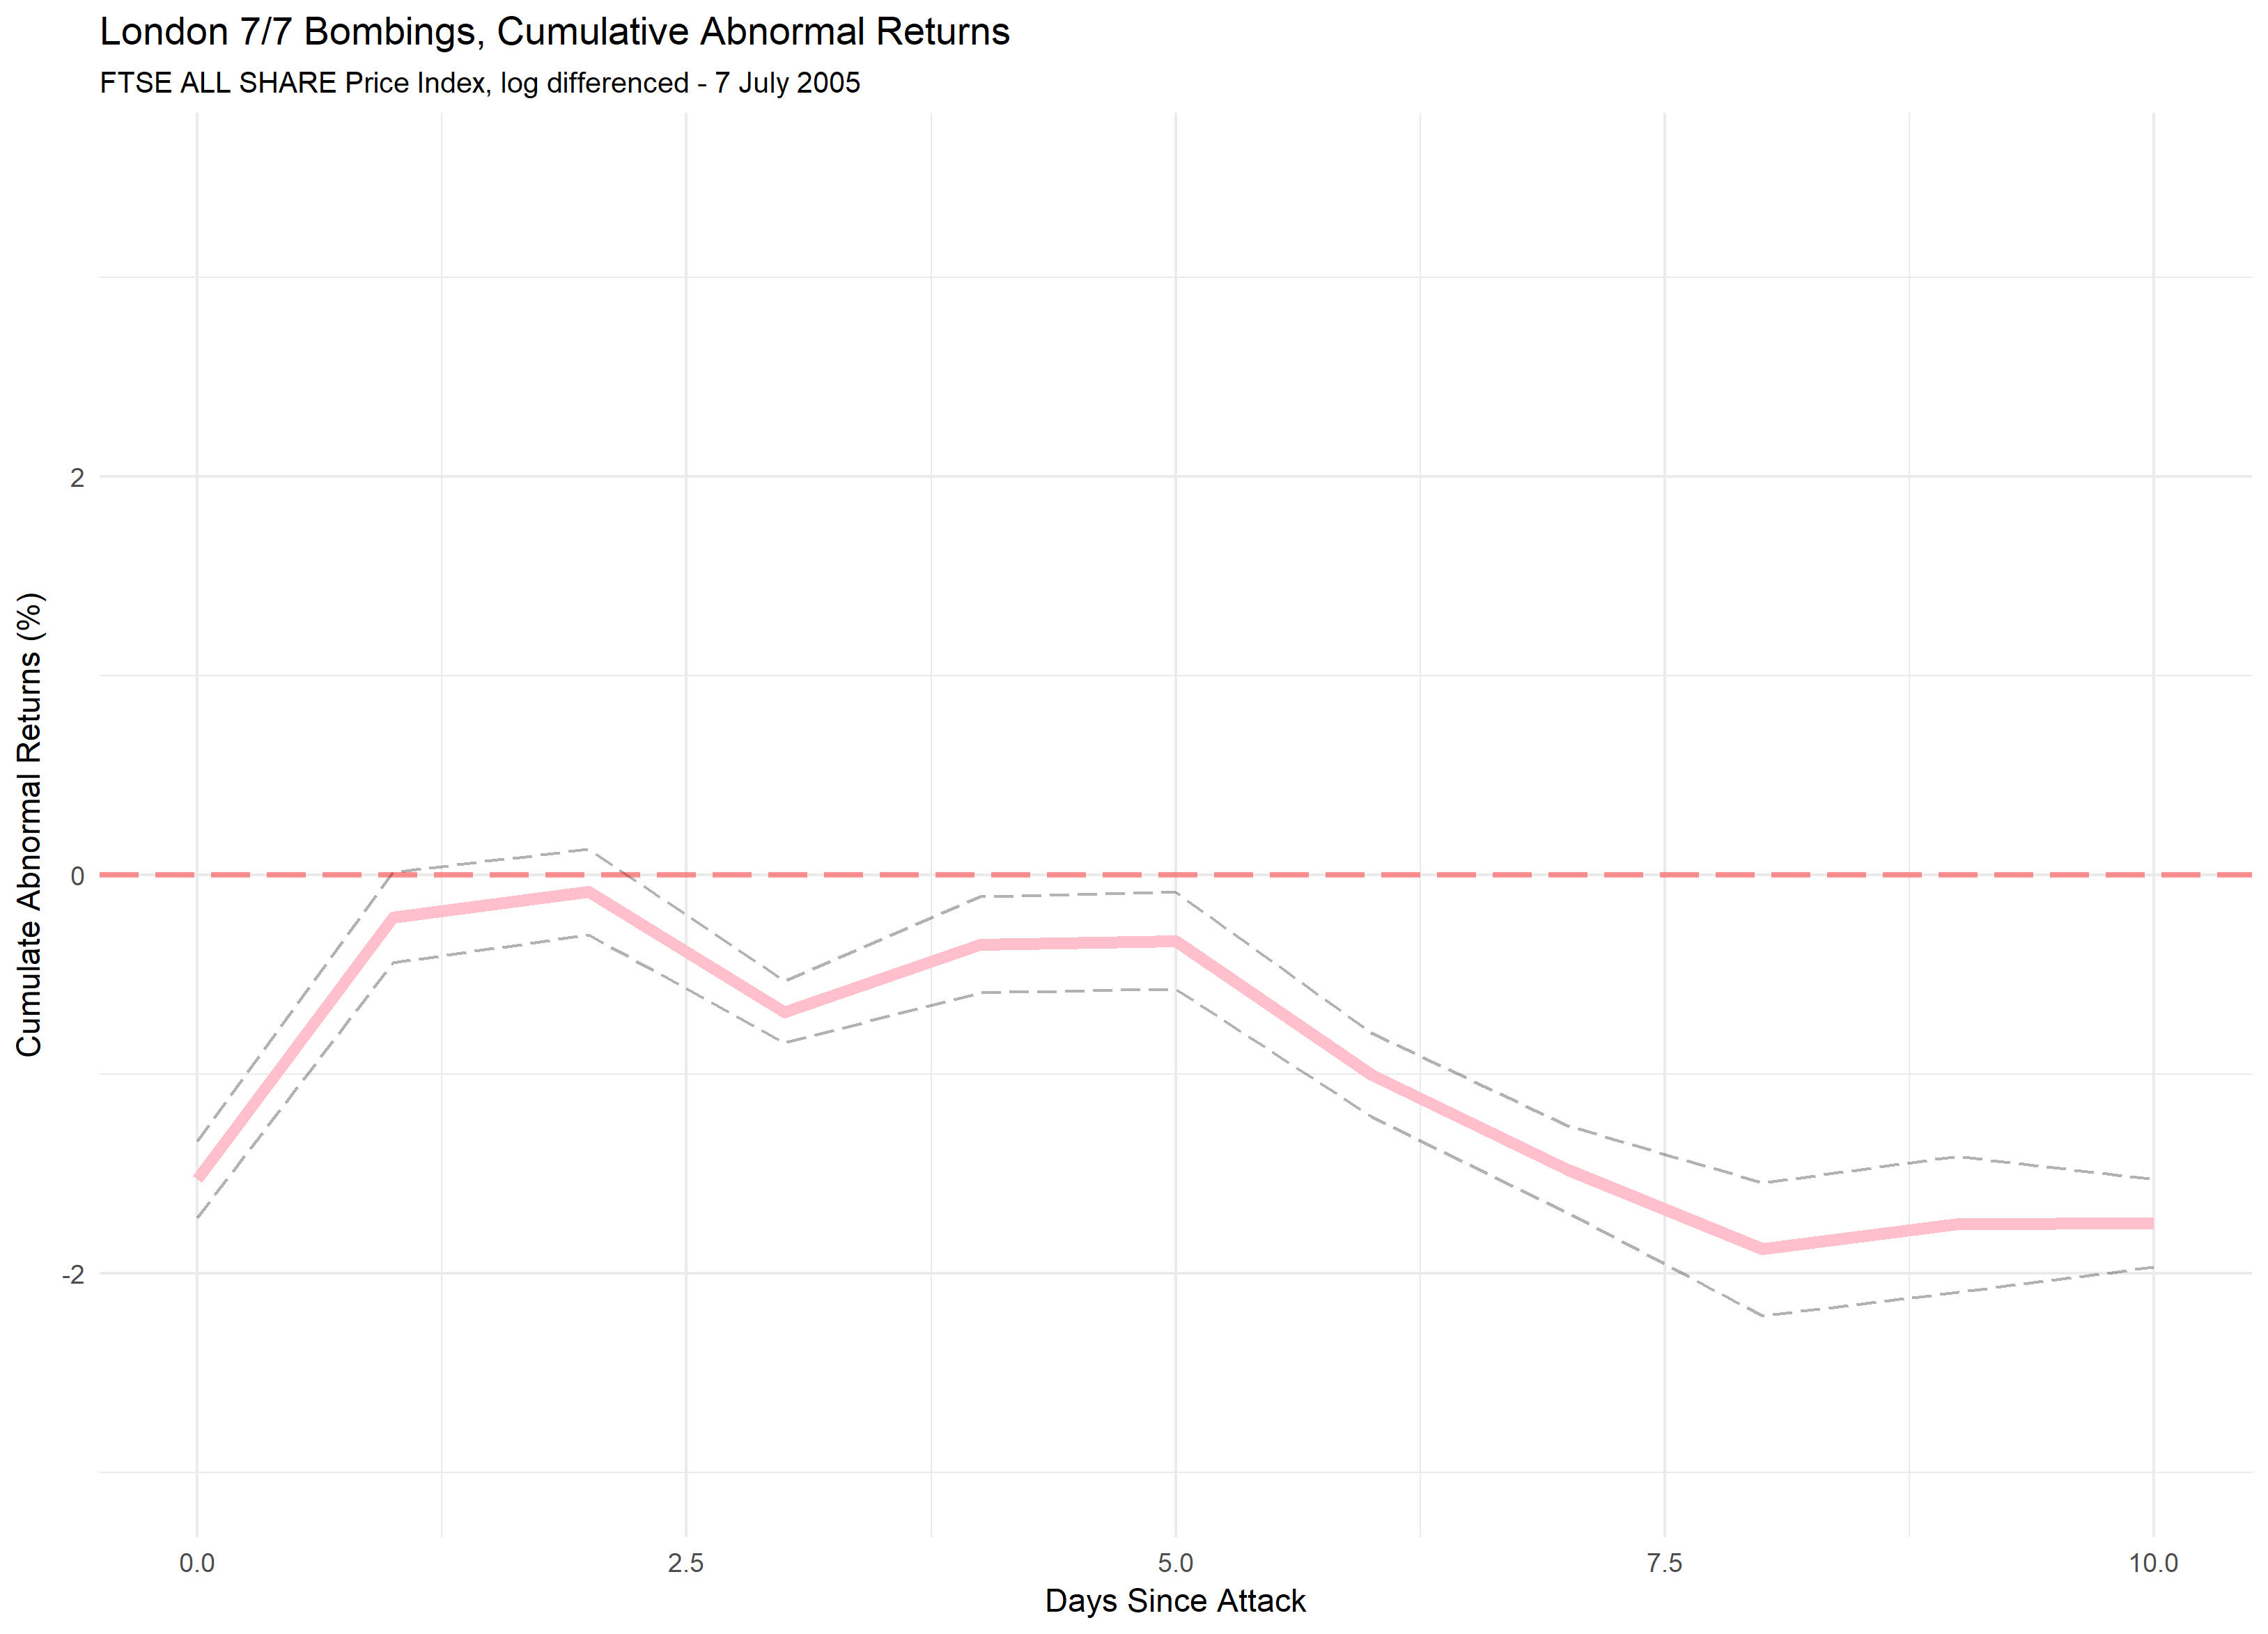 London 7/7 Bombings, Cumulative Abnormal Returns
FTSE ALL SHARE Price Index, log differenced - 7 July 2005
Cumulate Abnormal Returns (%)
2
0
-2
0.0 2.5 5.0 7.5 10.0
Days Since Attack